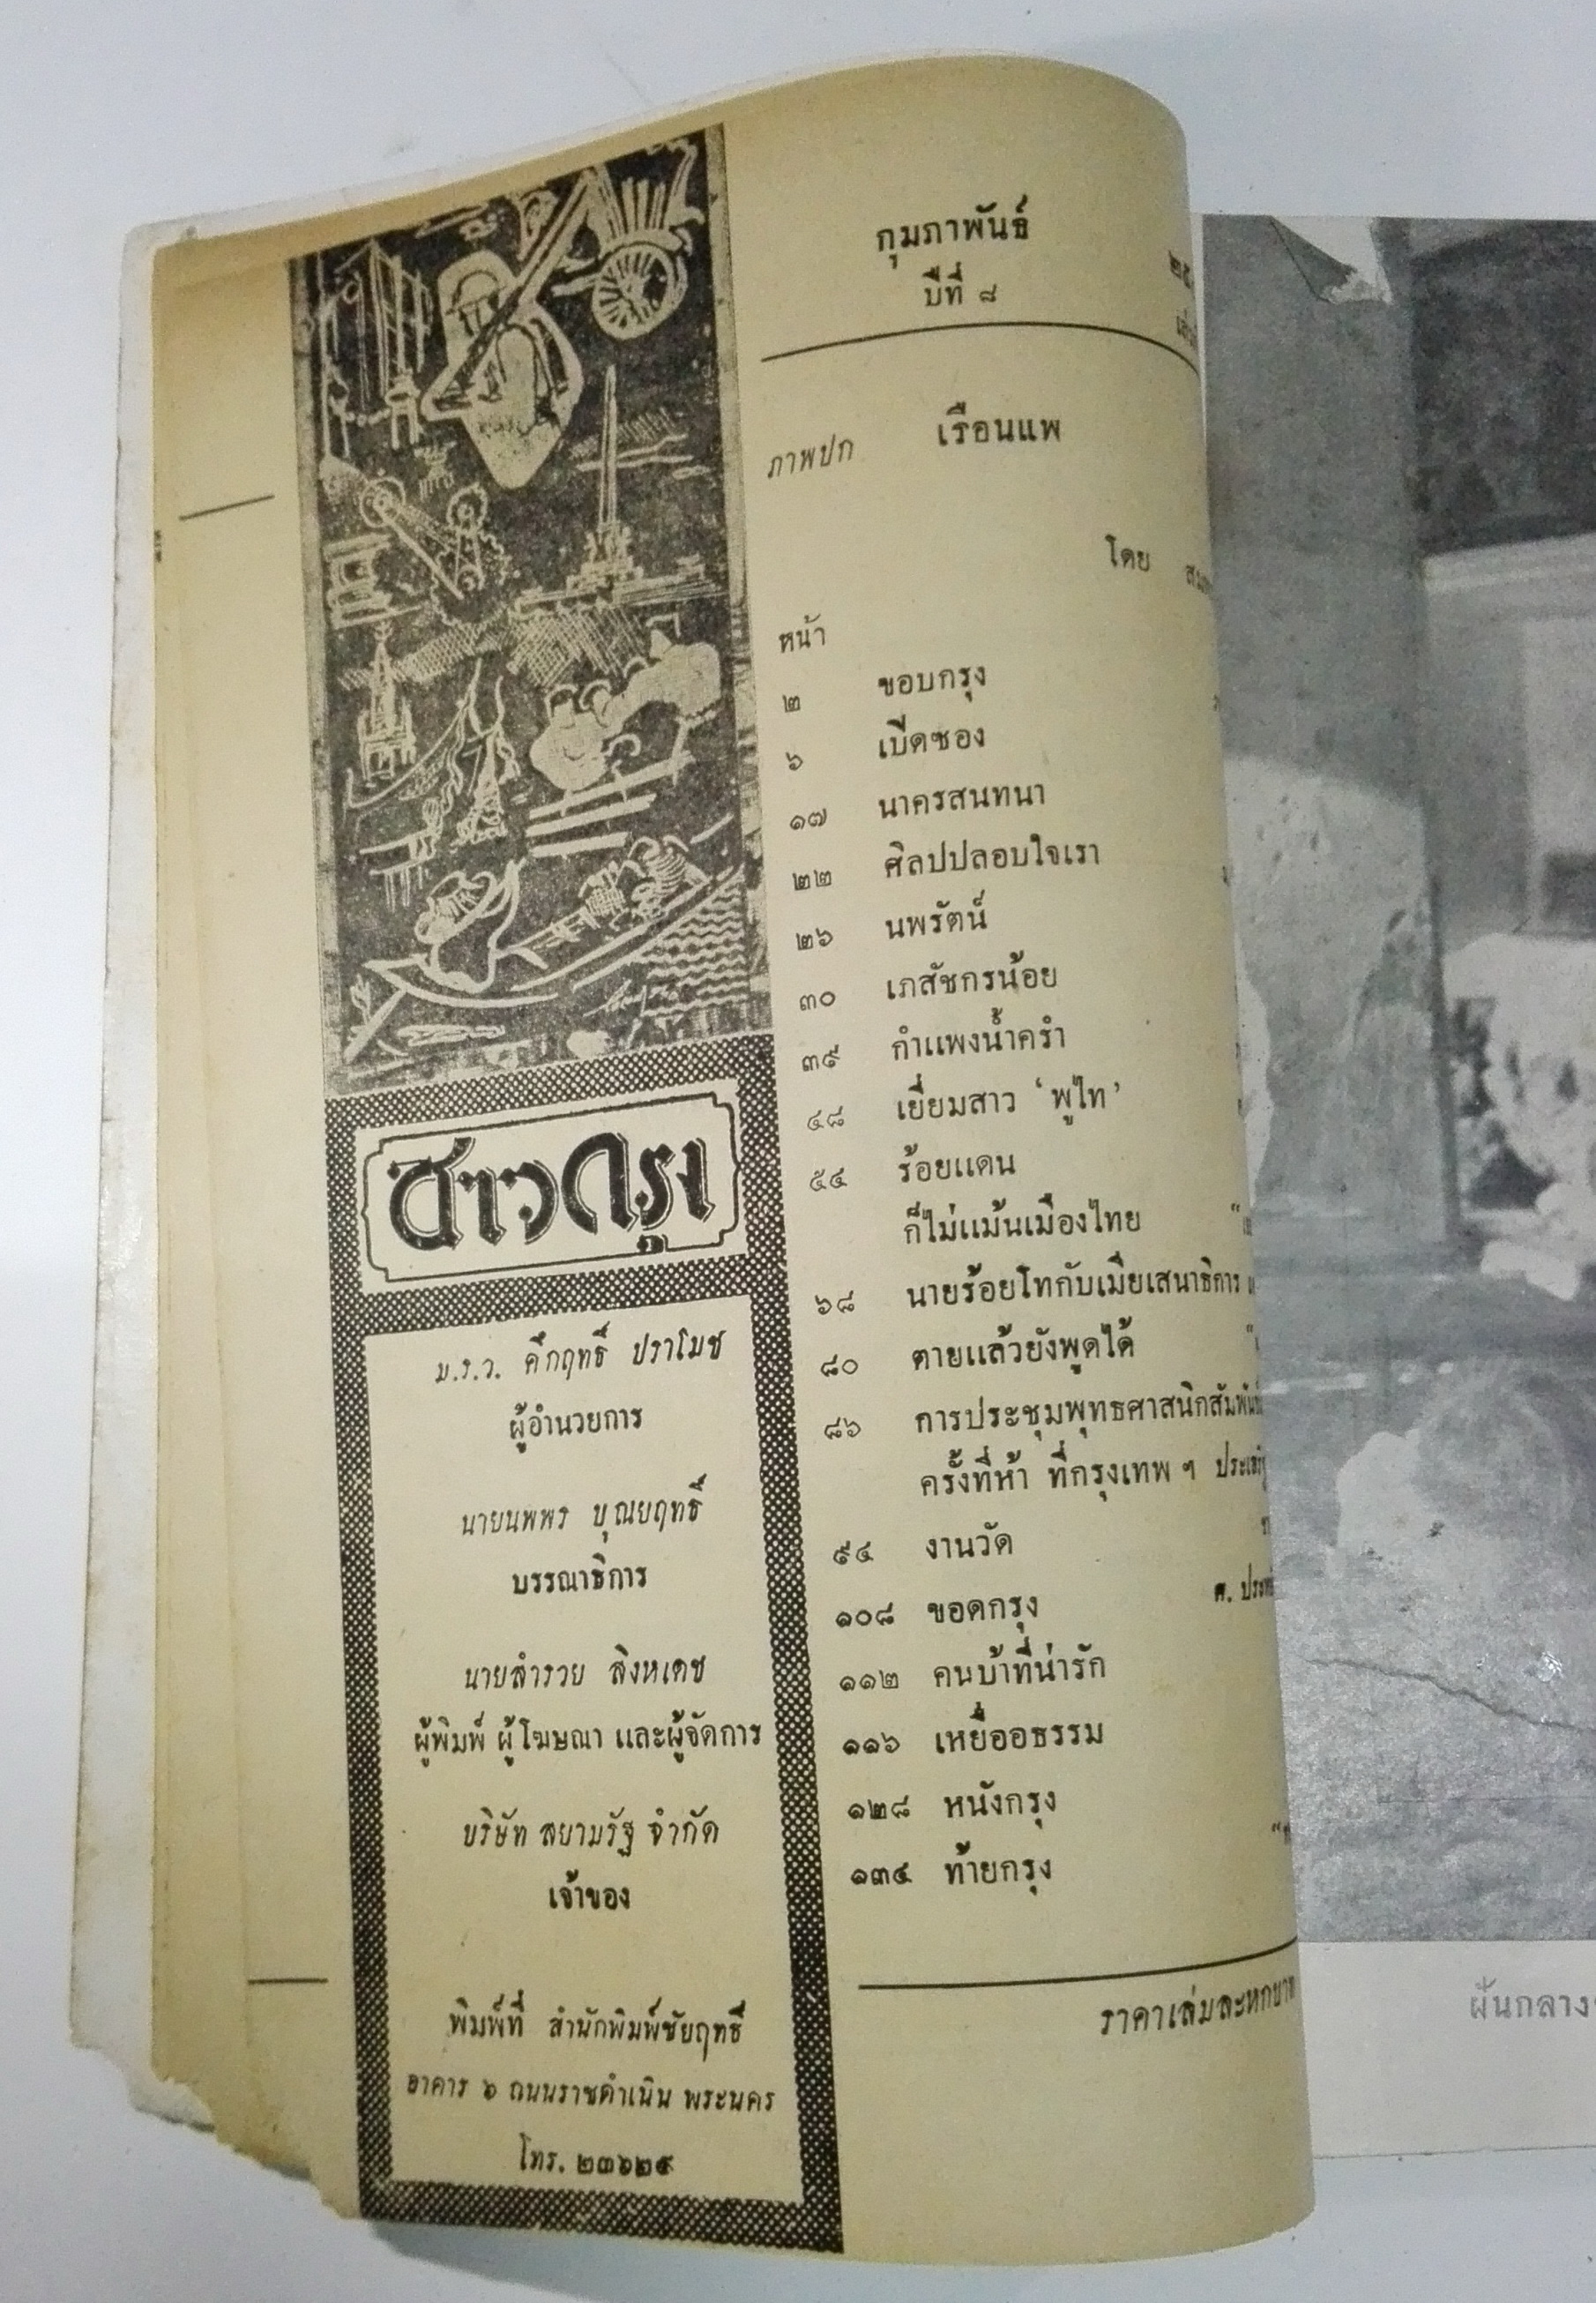 กุมภาพันธ์
ปีที่ ๘
ภาพปก เรือนแพ
โดย
หน้า
๒ ขอบกรุง
๖ เปิดซอง
๑๗ นาครสนทนา
๒๒ ศิลปปลอบใจเรา
๒๖ นพรัตน์
๓๐ เภสัชกรน้อย
๓๙ กำแพงน้ำครำ
๔๘ เยี่ยมสาว ‘พูไท’
๕๔ ร้อยแดน
ก็ไม่แม้นเมืองไทย
๖๘ นายร้อยโทกับเมียเสนาธิการ
๘๐ ตายแล้วยังพูดได้
๘๖ การประชุมพุทธศาสนิกสัมพันธ์
ครั้งที่ห้า ที่กรุงเทพ ฯ
๙๔ งานวัด
๑๐๘ ขอดกรุง
๑๑๒ คนบ้าที่น่ารัก
๑๑๖ เหยื่ออธรรม
๑๒๘ หนังกรุง
๑๓๔ ท้ายกรุง
ราคาเล่มละหกบาท
ชาวกรุง
ม.ร.ว. คึกฤทธิ์ ปราโมช
ผู้อำนวยการ
นายนพพร บุณยฤทธิ์
บรรณาธิการ
นายสำรวย สิงหเดช
ผู้พิมพ์ ผู้โฆษณา และผู้จัดการ
บริษัท สยามรัฐ จำกัด
เจ้าของ
พิมพ์ที่ สำนักพิมพ์ชัยฤทธิ์
อาคาร ๖ ถนนราชดำเนิน พระนคร
โทร. ๒๓๖๒๙
ผันกลาง